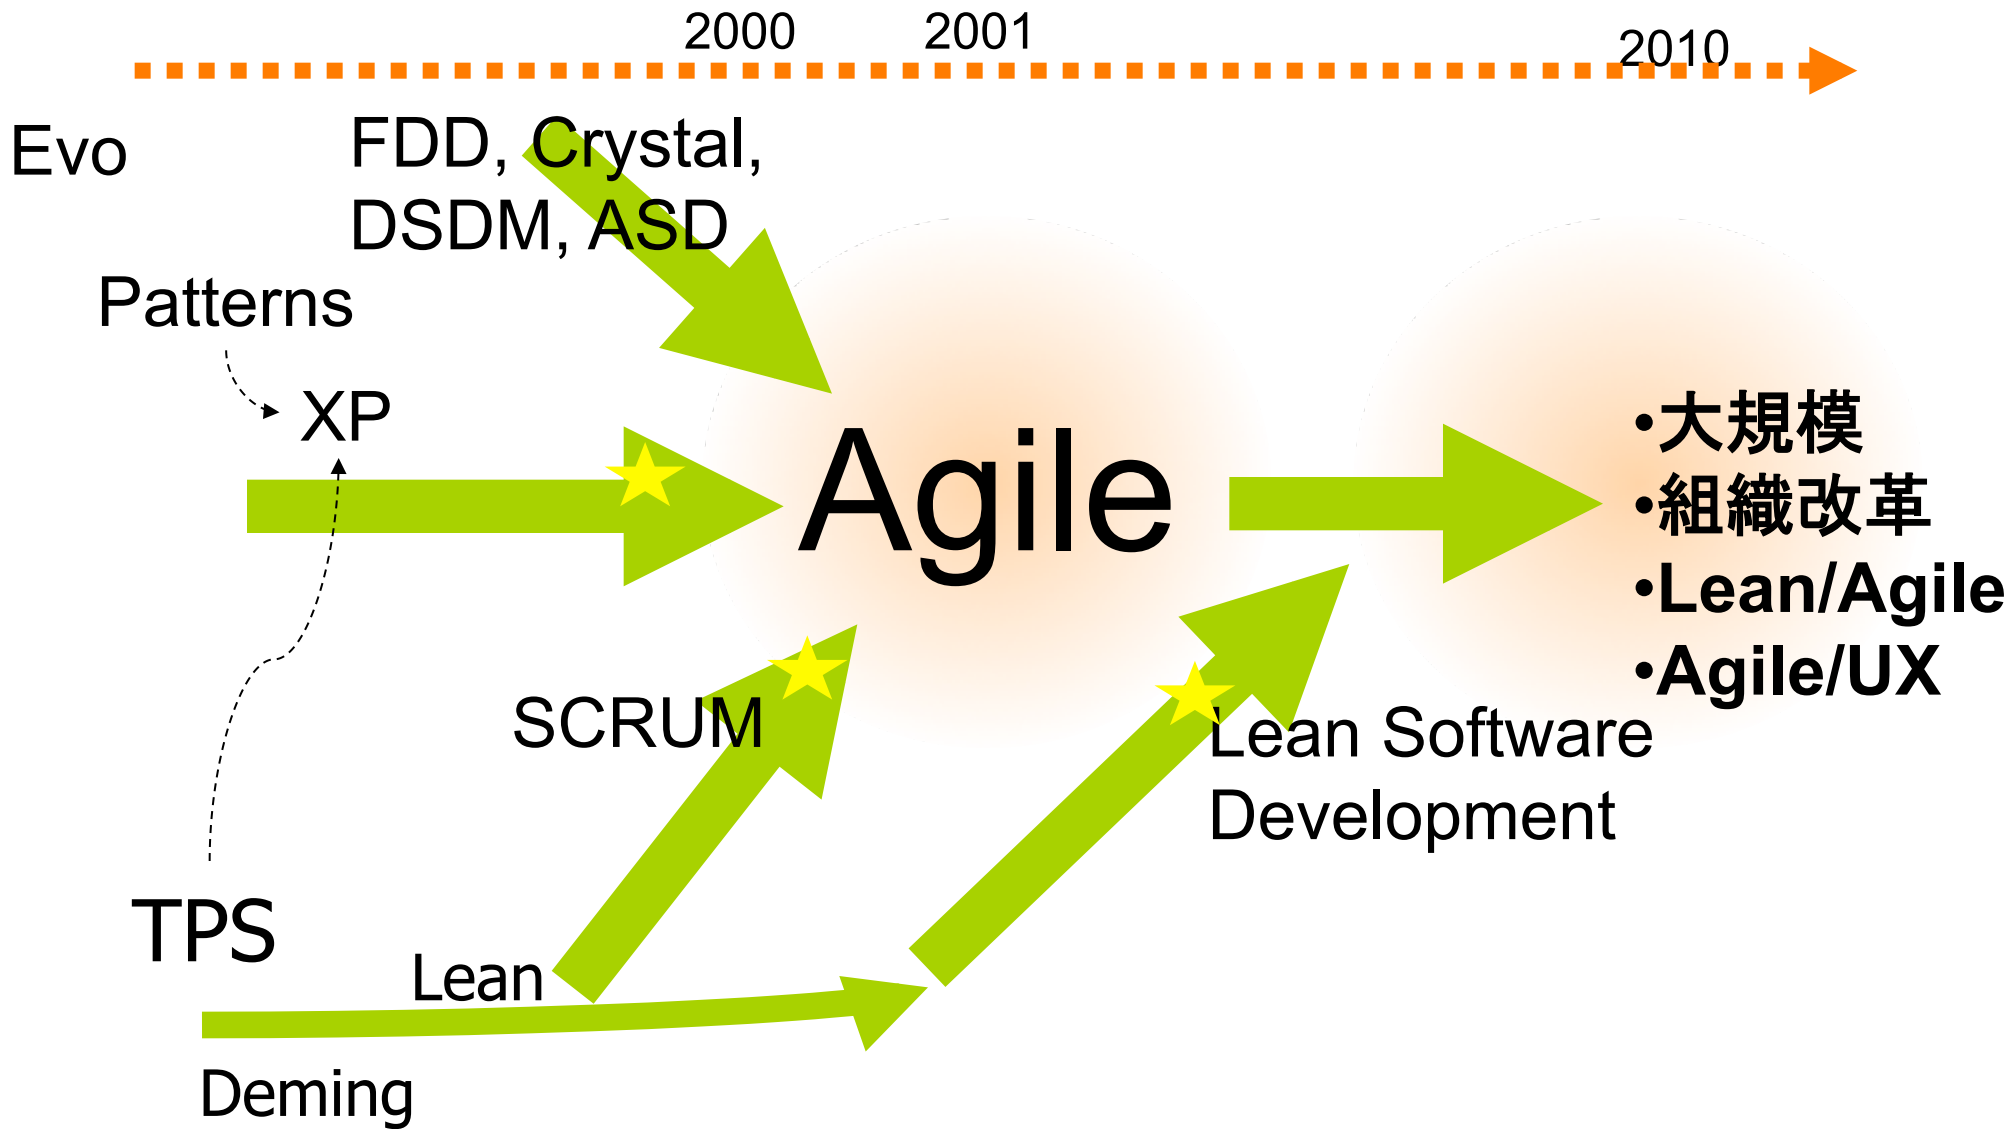 2000
2001
2010
Evo
FDD, Crystal,
DSDM, ASD
Patterns
XP
Agile
•大規模
•組織改革
•Lean/Agile
•Agile/UX
SCRUM
Lean Software
Development
TPS
Lean
Deming